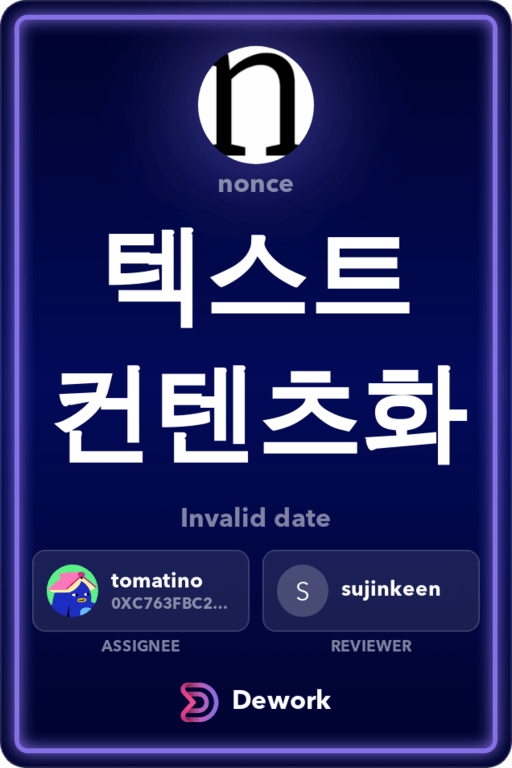 n
nonce
텍스트
컨텐츠화
Invalid date
tomatino
0XC763FBC2...
ASSIGNEE
S
sujinkeen
REVIEWER
Dework